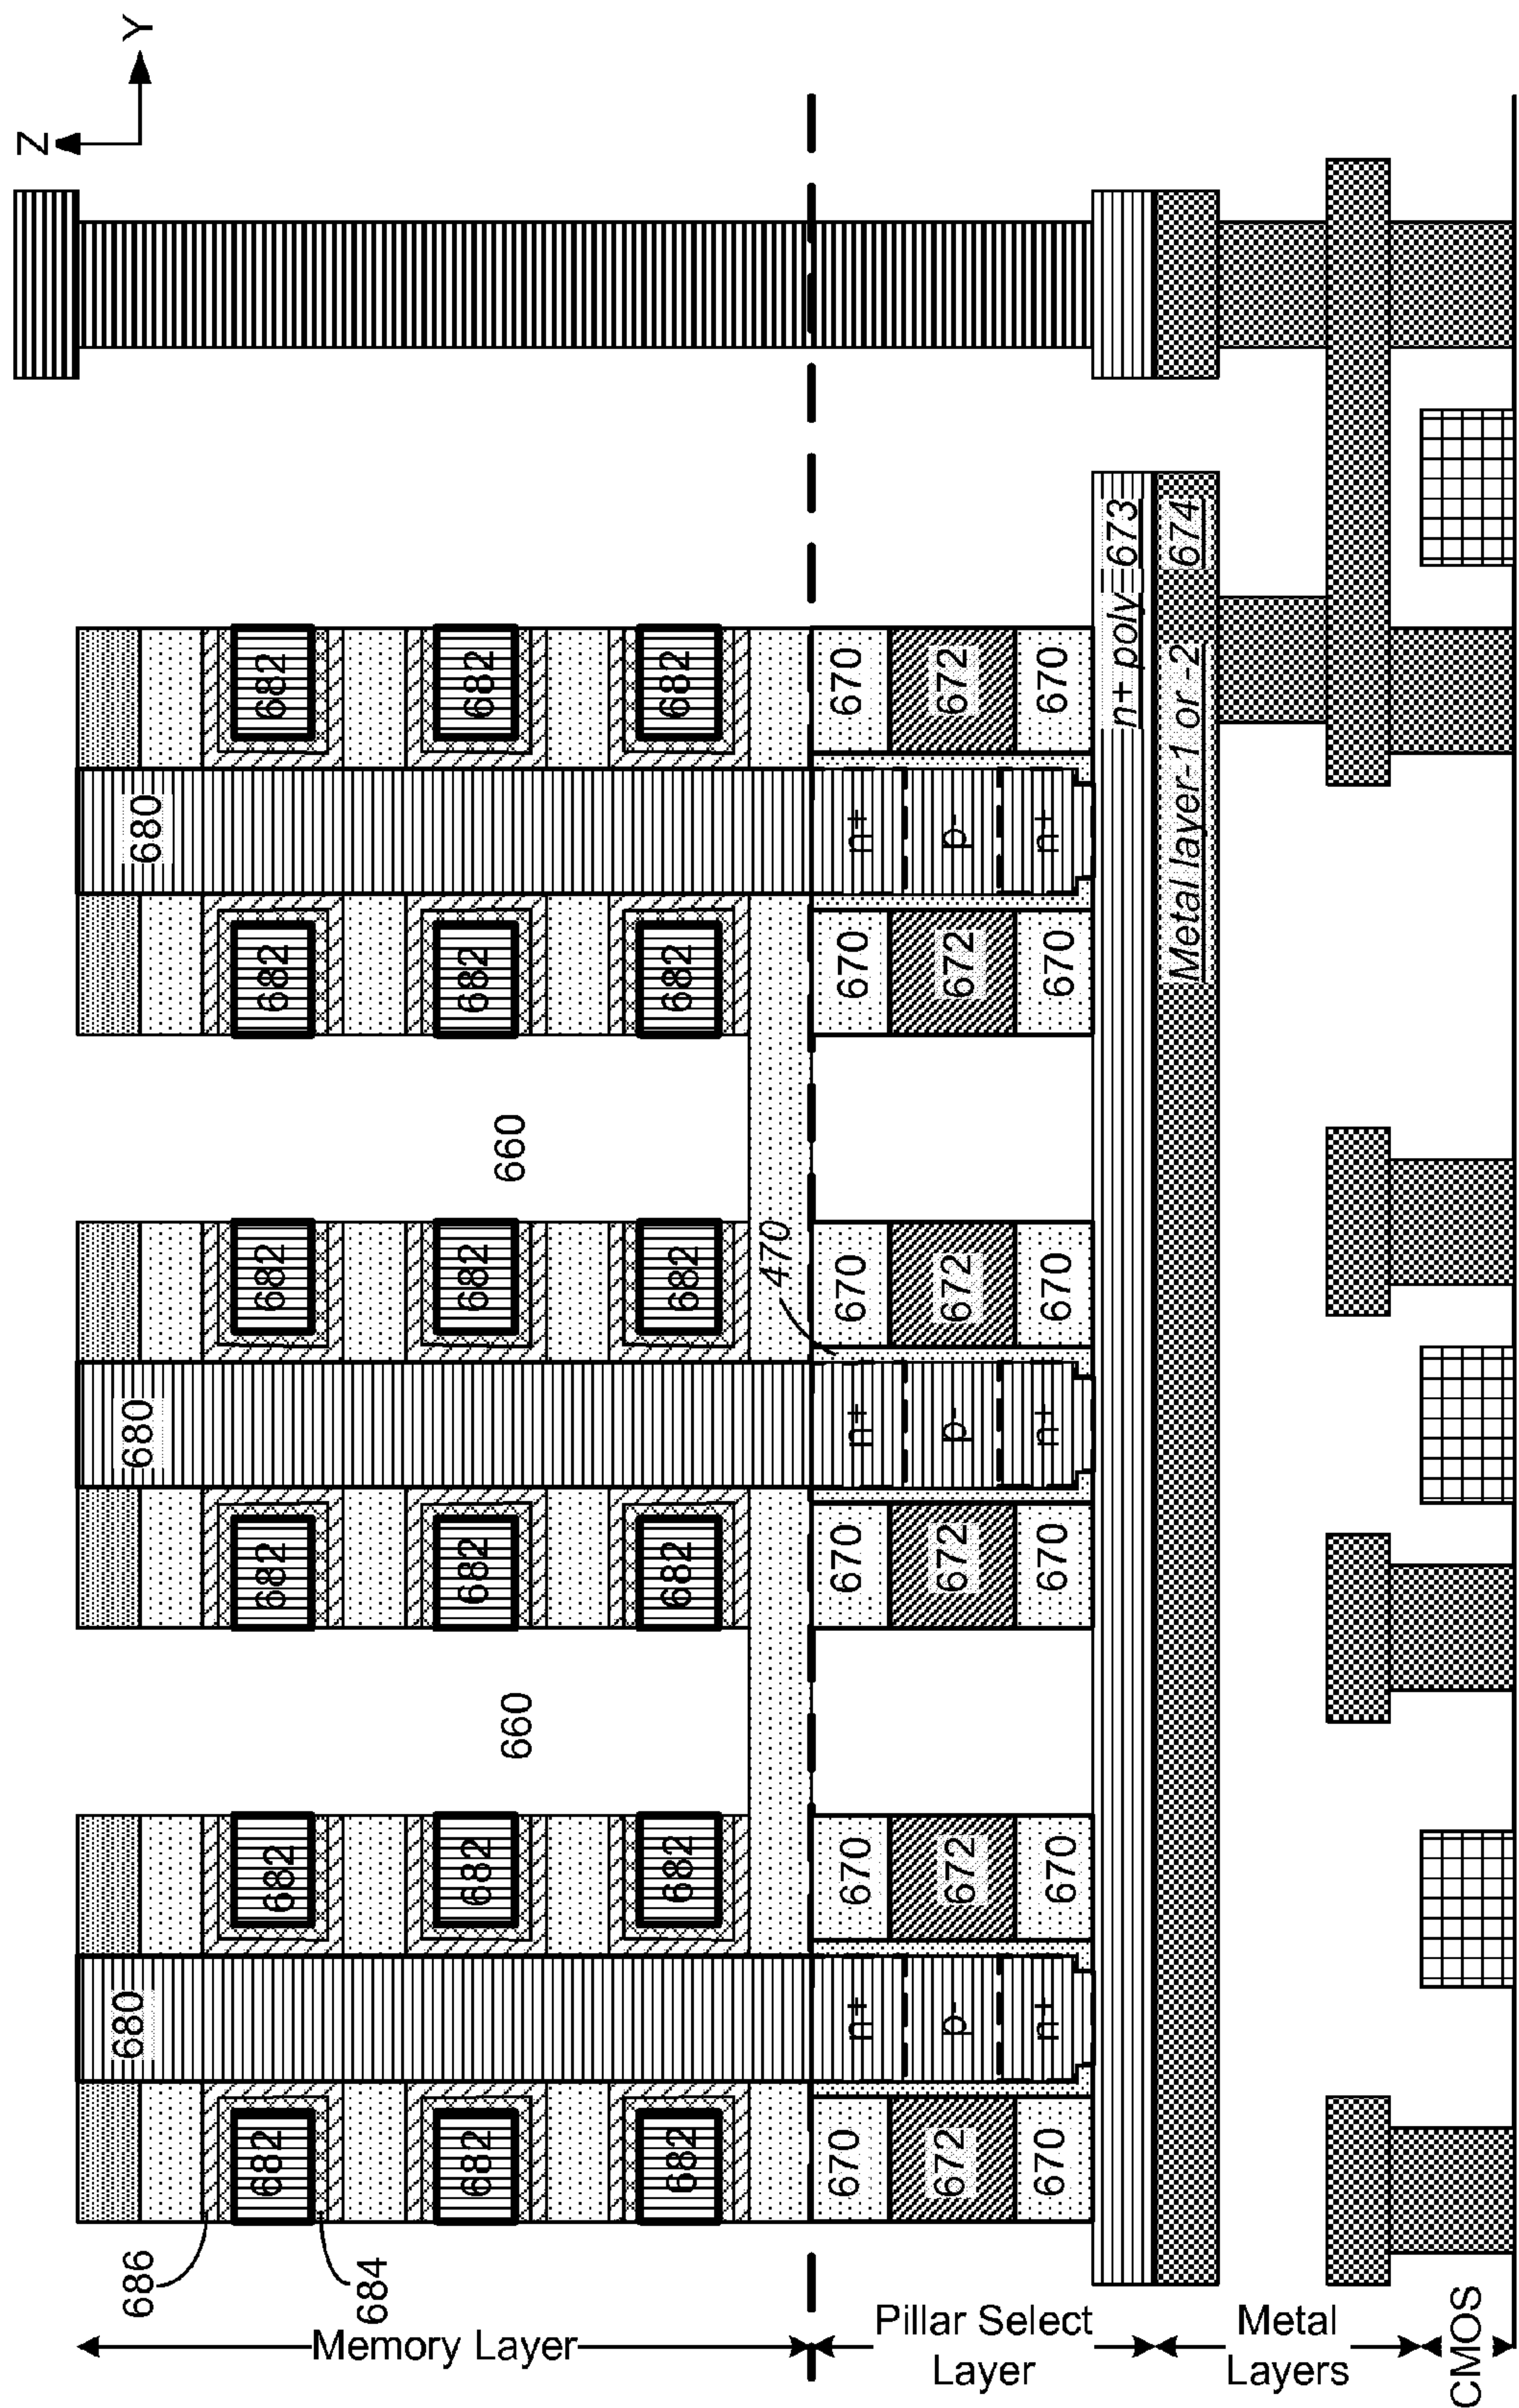 Z
Y
686
680
680
680
682
682
682
682
682
682
684
Memory Layer
682
682
682
682
682
682
660
660
682
682
682
682
682
682
470
Pillar Select
Layer
670
n+
670
670
n+
670
670
n+
670
672
p-
672
672
p-
672
672
p-
672
670
n+
670
670
n+
670
670
n+
670
n+ poly 673
Metal layer-1 or -2 674
Metal
Layers
CMOS